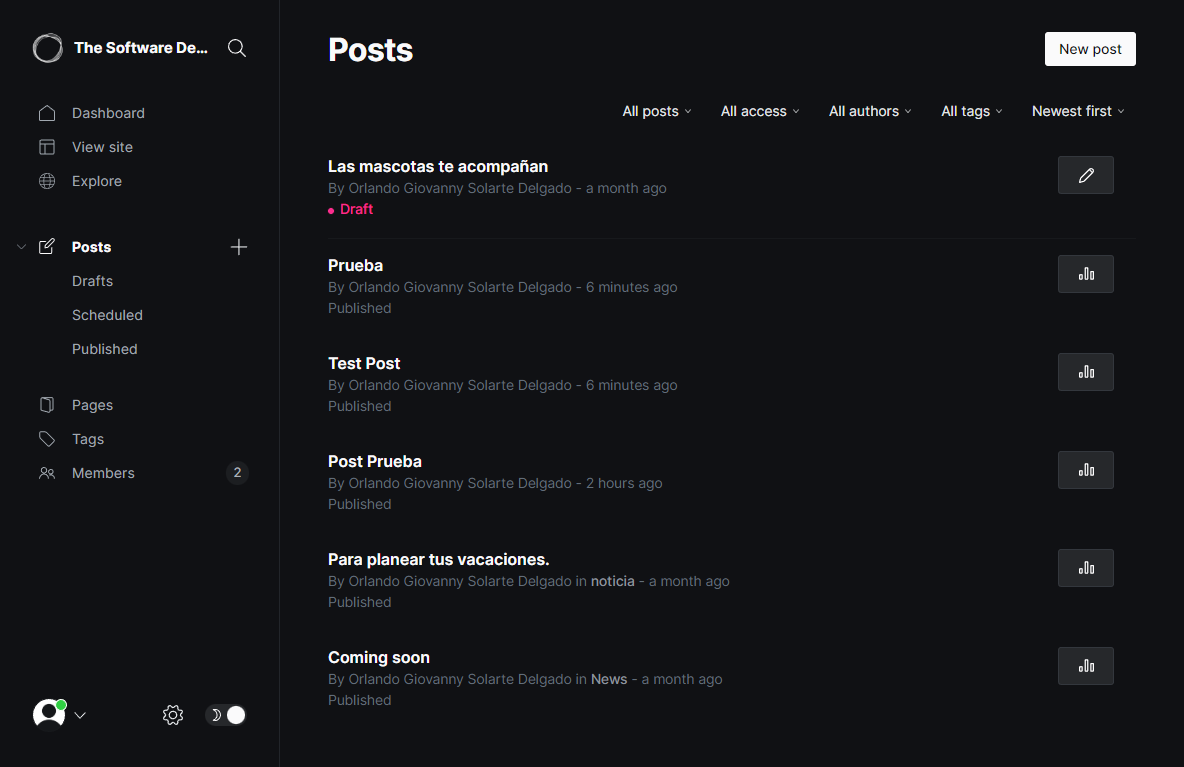 The Software De...
Dashboard
View site
Explore
Posts
Drafts
Scheduled
Published
Pages
Tags
Members 2
Posts
New post
All posts All access All authors All tags Newest first
Las mascotas te acompañan
By Orlando Giovanny Solarte Delgado - a month ago
Draft
Prueba
By Orlando Giovanny Solarte Delgado - 6 minutes ago
Published
Test Post
By Orlando Giovanny Solarte Delgado - 6 minutes ago
Published
Post Prueba
By Orlando Giovanny Solarte Delgado - 2 hours ago
Published
Para planear tus vacaciones.
By Orlando Giovanny Solarte Delgado in noticia - a month ago
Published
Coming soon
By Orlando Giovanny Solarte Delgado in News - a month ago
Published